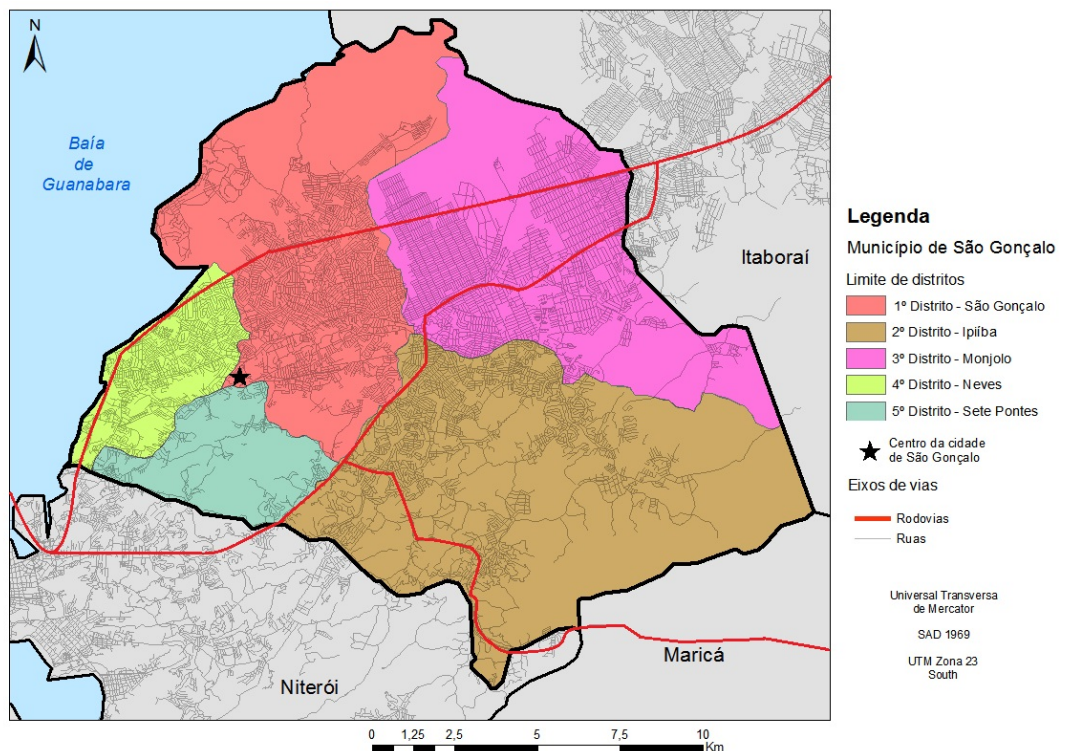 N
Baía
de
Guanabara
Itaboraí
Maricá
Niterói
Legenda
Município de São Gonçalo
Limite de distritos
1º Distrito - São Gonçalo
2º Distrito - Ipiíba
3º Distrito - Monjolo
4º Distrito - Neves
5º Distrito - Sete Pontes
Centro da cidade
de São Gonçalo
Eixos de vias
Rodovias
Ruas
Universal Transversa
de Mercator
SAD 1969
UTM Zona 23
South
0 1,25 2,5 5 7,5 10
Km